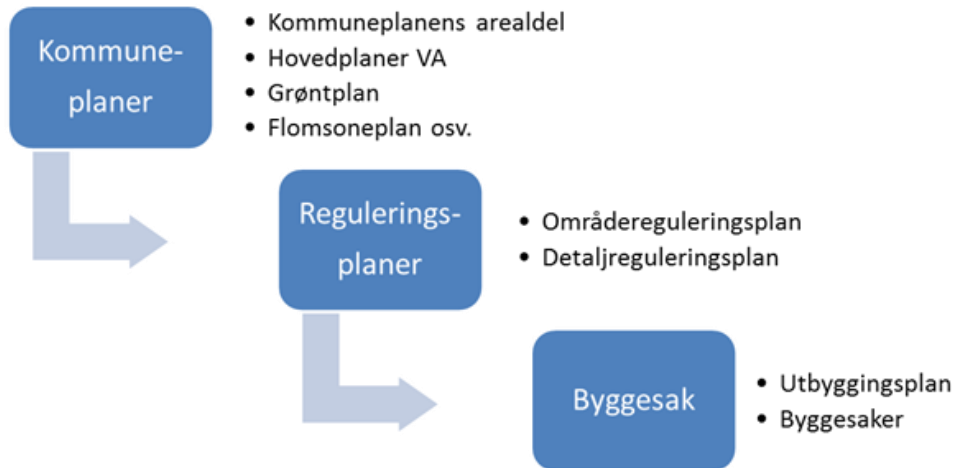 Kommune-
planer
• Kommuneplanens arealdel
• Hovedplaner VA
• Grøntplan
• Flomsoneplan osv.
Regulerings-
planer
• Områdereguleringsplan
• Detaljreguleringsplan
Byggesak
• Utbyggingsplan
• Byggesaker